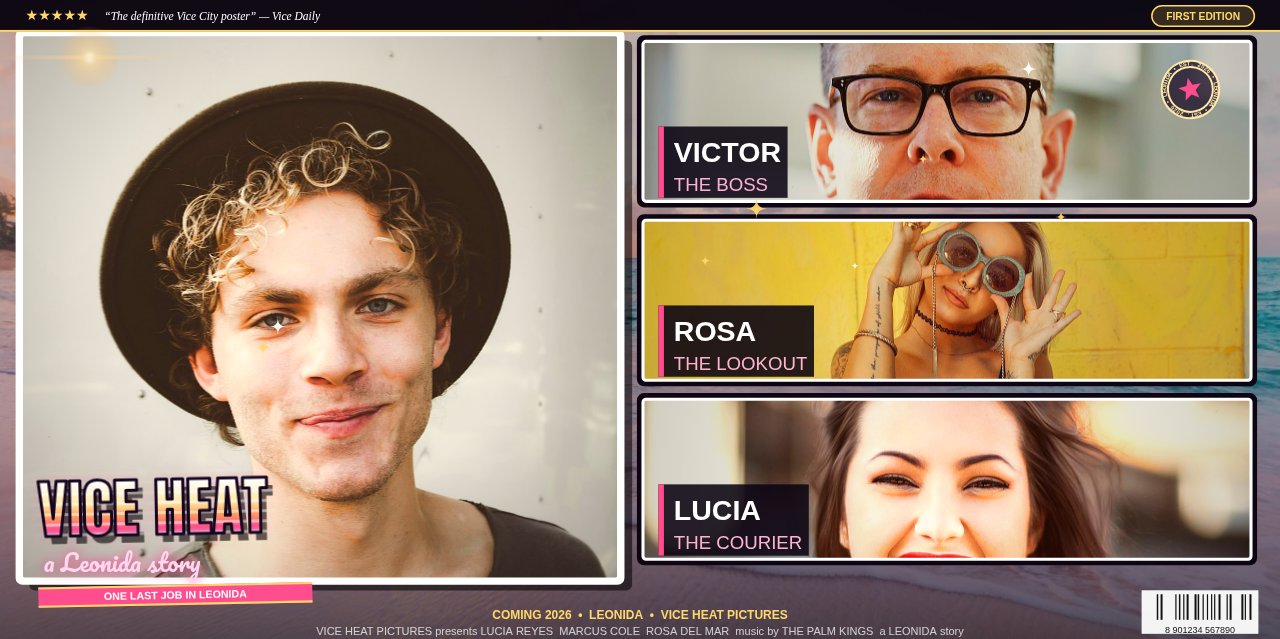 ★★★★★ “The definitive Vice City poster” — Vice Daily
FIRST EDITION
VICTOR
THE BOSS
ROSA
THE LOOKOUT
LUCIA
THE COURIER
VICE HEAT
a Leonida story
ONE LAST JOB IN LEONIDA
COMING 2026 • LEONIDA • VICE HEAT PICTURES
VICE HEAT PICTURES presents LUCIA REYES MARCUS COLE ROSA DEL MAR music by THE PALM KINGS a LEONIDA story
8 901234 567890